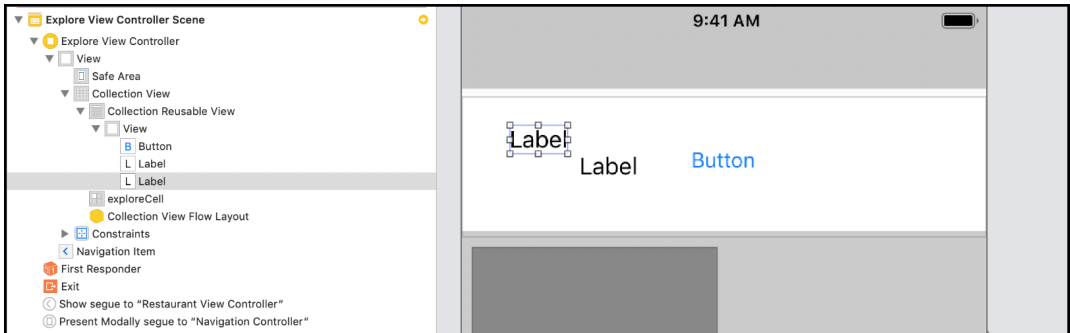 Explore View Controller Scene
Explore View Controller
View
Safe Area
Collection View
Collection Reusable View
View
B Button
L Label
L Label
exploreCell
Collection View Flow Layout
Constraints
Navigation Item
First Responder
Exit
Show segue to “Restaurant View Controller”
Present Modally segue to “Navigation Controller”
9:41 AM
Label
Label
Button